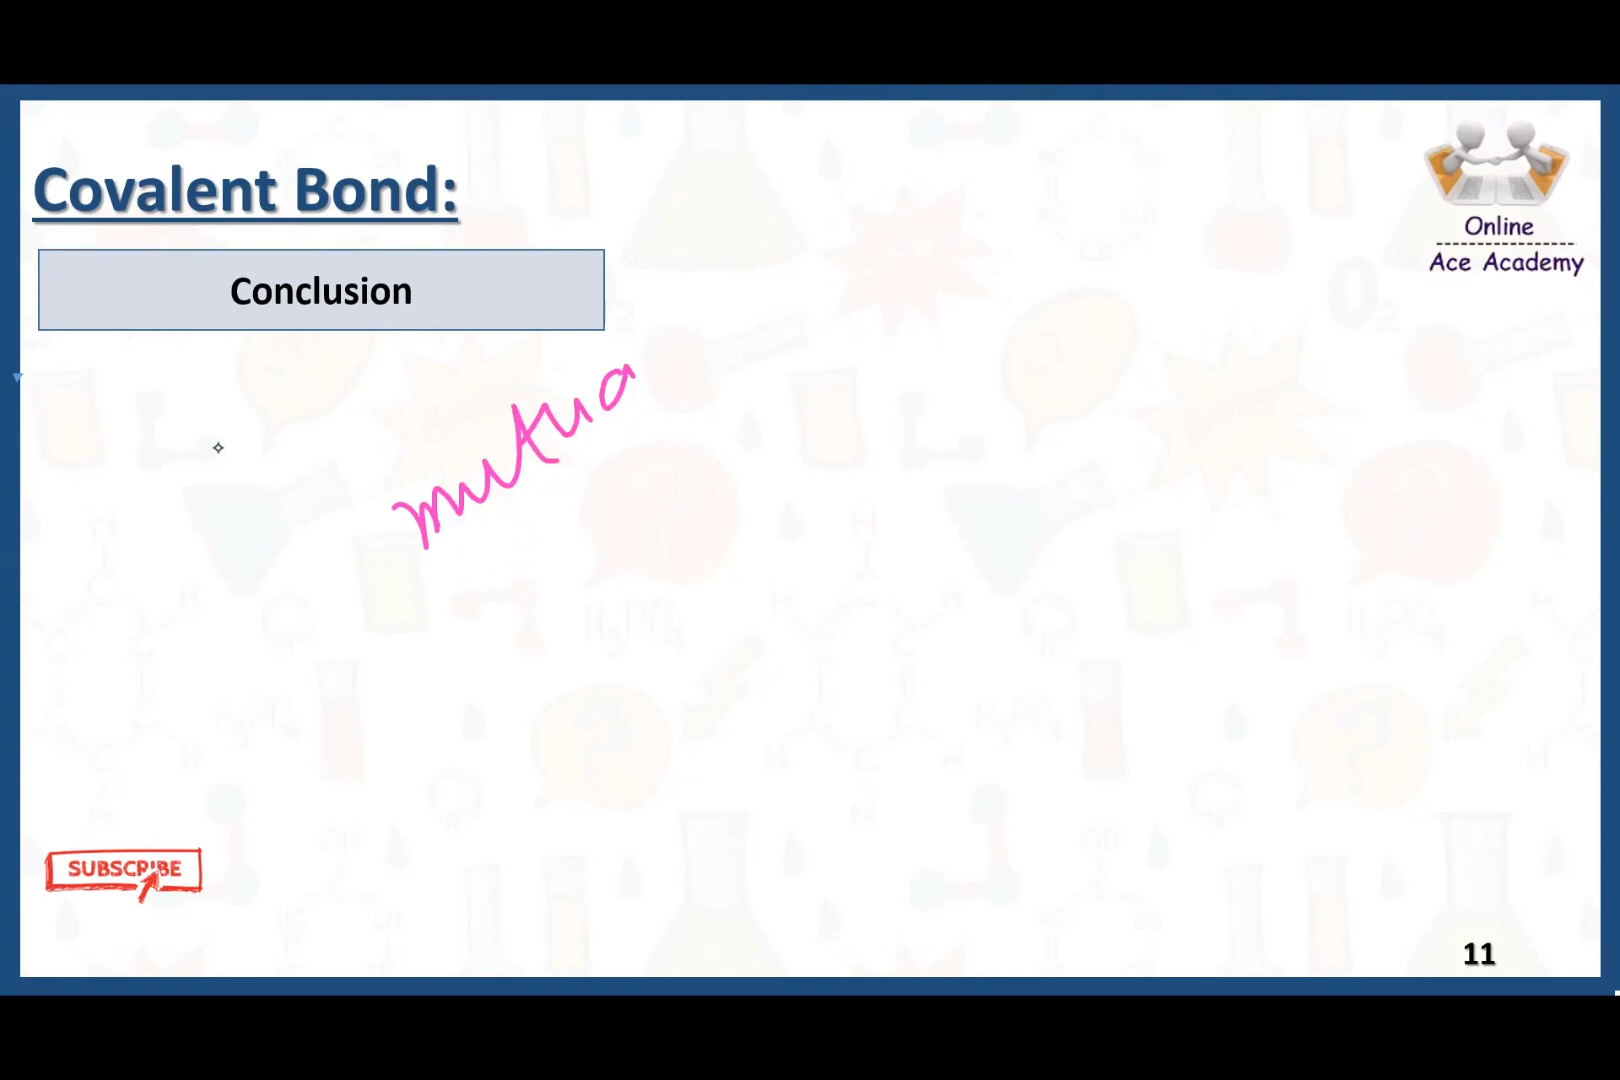 Covalent Bond:
Conclusion
mutua
Online
Ace Academy
SUBSCRIBE
11